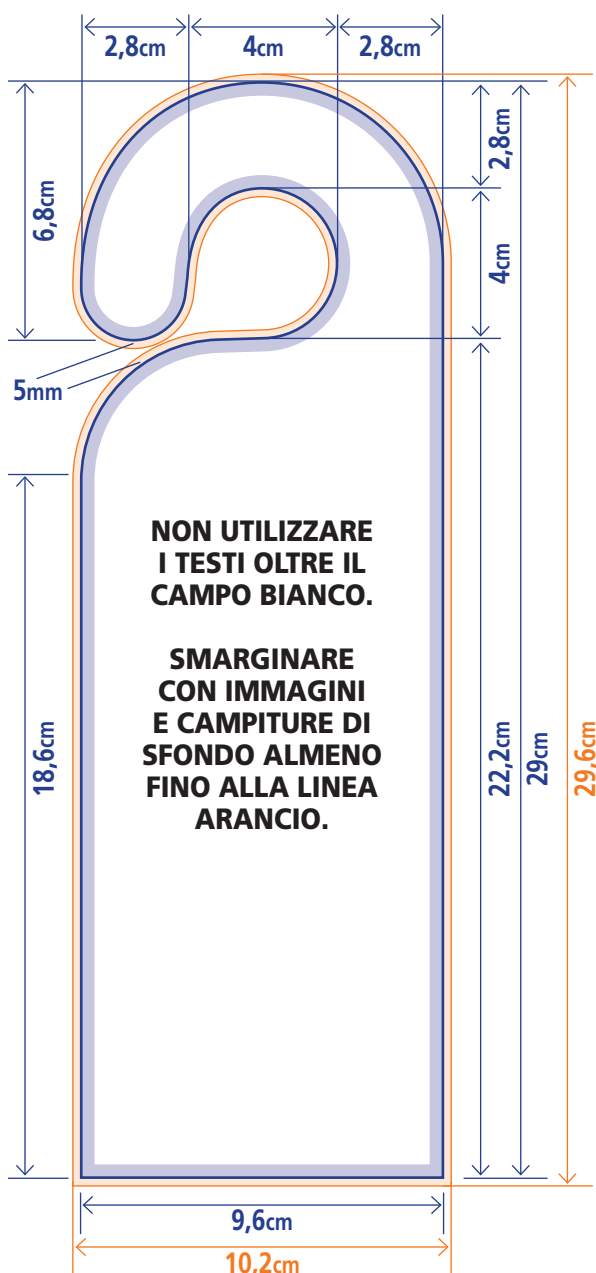 2,8cm
4cm
2,8cm
6,8cm
2,8cm
4cm
5mm
NON UTILIZZARE
I TESTI OLTRE IL
CAMPO BIANCO.
SMARGINARE
CON IMMAGINI
E CAMPITURE DI
SFONDO ALMENO
FINO ALLA LINEA
ARANCIO.
18,6cm
22,2cm
29cm
29,6cm
9,6cm
10,2cm